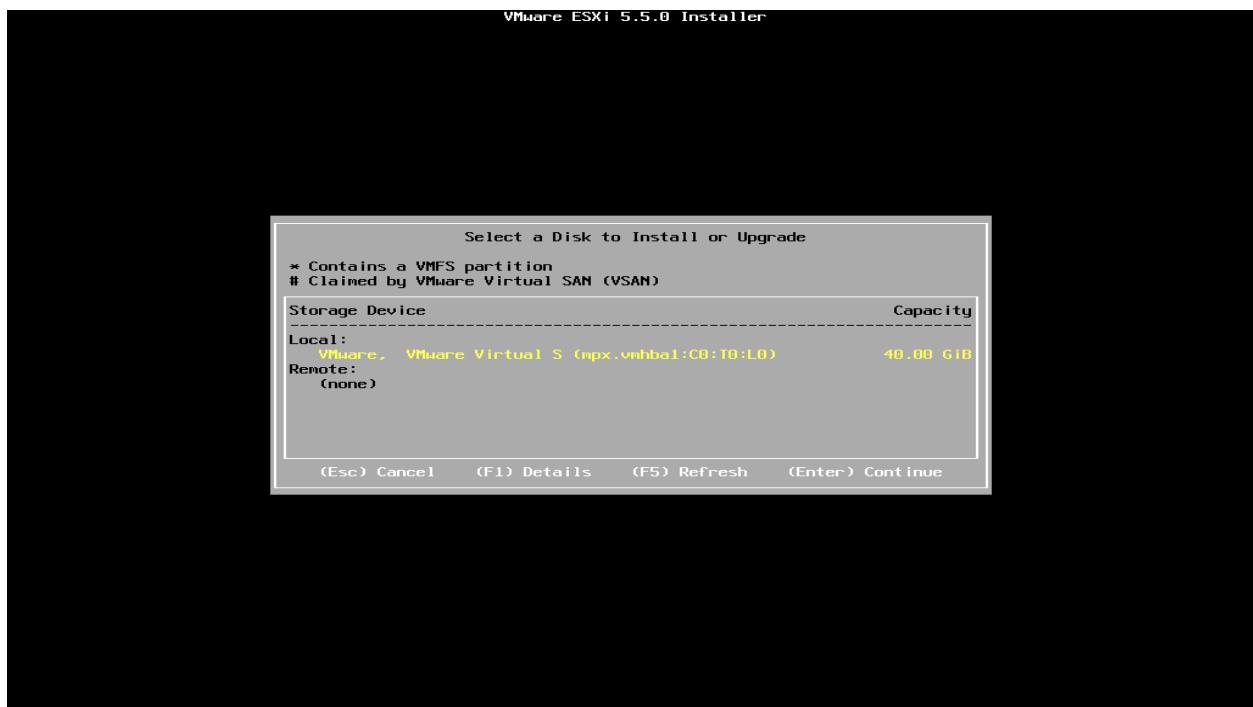 VMware ESXi 5.5.0 Installer
Select a Disk to Install or Upgrade
* Contains a VMFS partition
# Claimed by VMware Virtual SAN (VSAN)
Storage Device Capacity
Local:
VMware, VMware Virtual S (mpx.vmhba1:C0:T0:L0) 40.00 GiB
Remote:
(none)
(Esc) Cancel (F1) Details (F5) Refresh (Enter) Continue